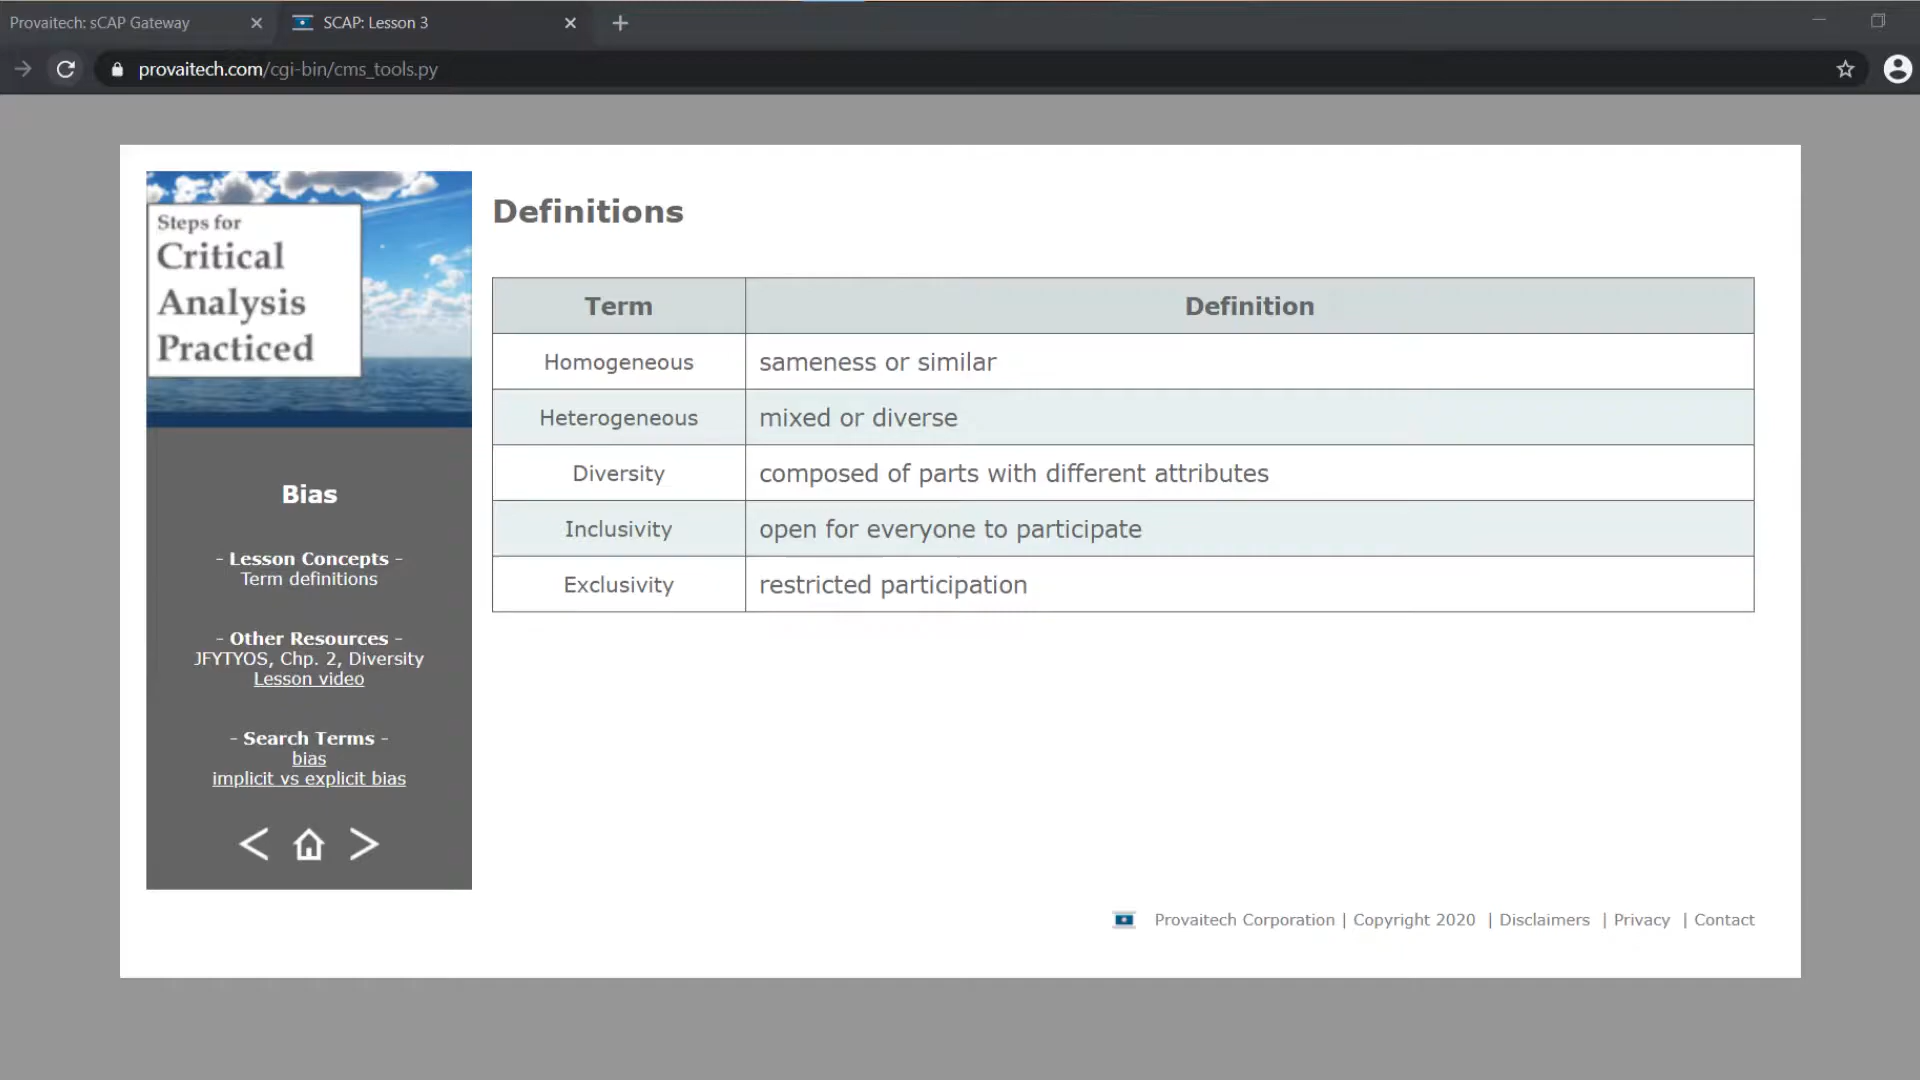 Provaitech: sCAP Gateway
SCAP: Lesson 3
provaitech.com/cgi-bin/cms_tools.py
Steps for
Critical
Analysis
Practiced
Bias
- Lesson Concepts -
Term definitions
- Other Resources -
JFYTYOS, Chp. 2, Diversity
Lesson video
- Search Terms -
bias
implicit vs explicit bias
Definitions
Term Definition
Homogeneous sameness or similar
Heterogeneous mixed or diverse
Diversity composed of parts with different attributes
Inclusivity open for everyone to participate
Exclusivity restricted participation
Provaitech Corporation | Copyright 2020 | Disclaimers | Privacy | Contact